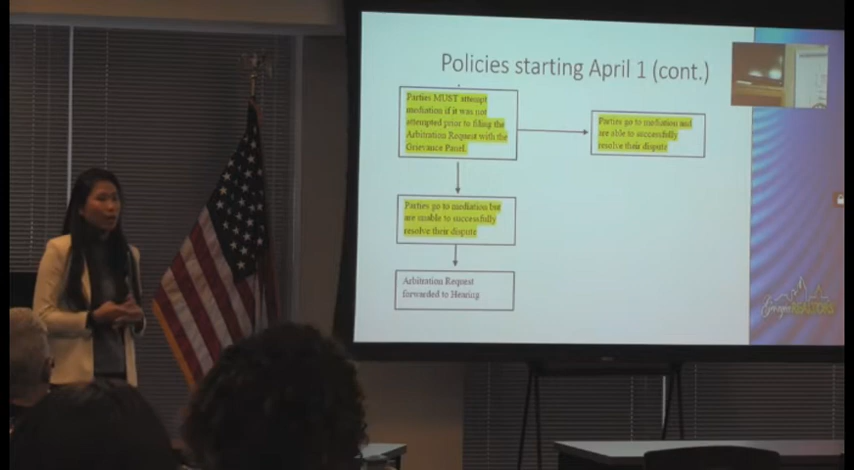 Policies starting April 1 (cont.)
Parties MUST attempt
mediation if it was not
attempted prior to filing the
Arbitration Request with the
Grievance Panel.
Parties go to mediation and
are able to successfully
resolve their dispute
Parties go to mediation but
are unable to successfully
resolve their dispute
Arbitration Request
forwarded to Hearing
REALTORS